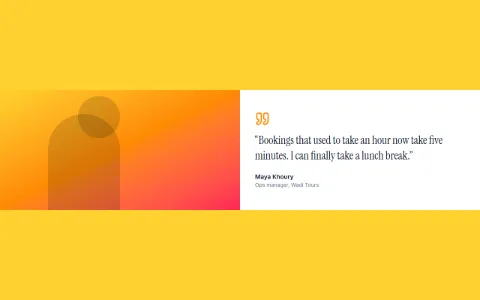 “Bookings that used to take an hour now take five
minutes. I can finally take a lunch break.”
Maya Khoury
Ops manager, Wadi Tours